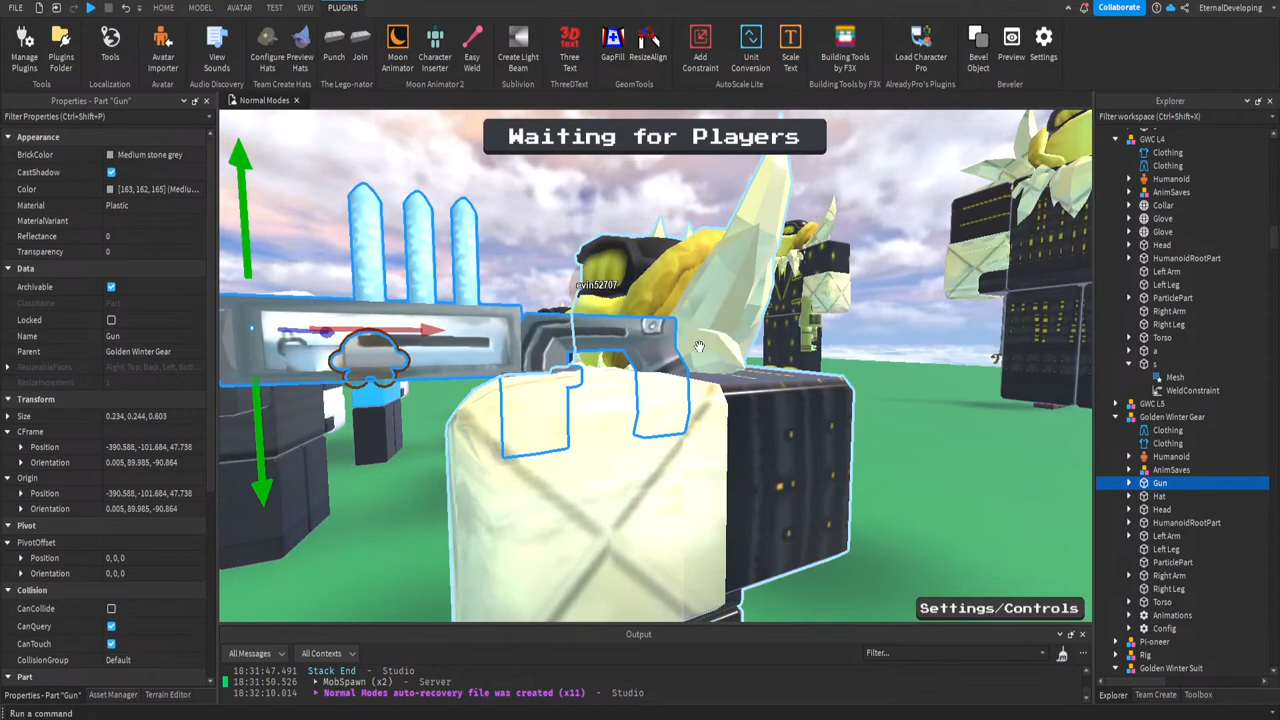 FILE HOME MODEL AVATAR TEST VIEW PLUGINS Collaborate EternalDeveloping
Manage Plugins Plugins Folder Tools Avatar Importer View Sounds Configure Hats Preview Hats Punch Join Moon Animator Character Inserter Easy Weld Create Light Beam Three Text GapFill ResizeAlign Add Constraint Unit Conversion Scale Text Building Tools by F3X Load Character Pro Bevel Object Preview Settings
Tools Localization Avatar Audio Discovery Team Create Hats The Lego-nator Moon Animator 2 Sublivion ThreeDText GeomTools AutoScale Lite Building Tools by F3X AlreadyPro's Plugins Beveler
Properties - Part "Gun"
Filter Properties (Ctrl+Shift+P)
Appearance
BrickColor Medium stone grey
CastShadow
Color [163, 162, 165] (Mediu...
Material Plastic
MaterialVariant
Reflectance 0
Transparency 0
Data
Archivable
ClassName Part
Locked
Name Gun
Parent Golden Winter Gear
ResizeableFaces Right, Top, Back, Left, Bottom...
ResizeIncrement 1
Transform
Size 0.234, 0.244, 0.603
CFrame
Position -390.588, -101.684, 47.738
Orientation 0.005, 89.985, -90.864
Origin
Position -390.588, -101.684, 47.738
Orientation 0.005, 89.985, -90.864
Pivot
PivotOffset
Position 0,0,0
Orientation 0,0,0
Collision
CanCollide
CanQuery
CanTouch
CollisionGroup Default
Part
Properties - Part "Gun" Asset Manager Terrain Editor
Run a command
Normal Modes
Waiting for Players
evin52707
Settings/Controls
Output
All Messages All Contexts Filter...
18:31:47.491 Stack End - Studio
18:31:50.526 MobSpawn (x2) - Server
18:32:10.014 Normal Modes auto-recovery file was created (x11) - Studio
Explorer
Filter workspace (Ctrl+Shift+X)
GWC L4
Clothing
Clothing
Humanoid
AnimSaves
Collar
Glove
Glove
Head
HumanoidRootPart
Left Arm
Left Leg
ParticlePart
Right Arm
Right Leg
Torso
a
s
Mesh
WeldConstraint
GWC L5
Golden Winter Gear
Clothing
Clothing
Humanoid
AnimSaves
Gun
Hat
Head
HumanoidRootPart
Left Arm
Left Leg
ParticlePart
Right Arm
Right Leg
Torso
Animations
Config
Pi-oneer
Rig
Golden Winter Suit
Explorer Team Create Toolbox